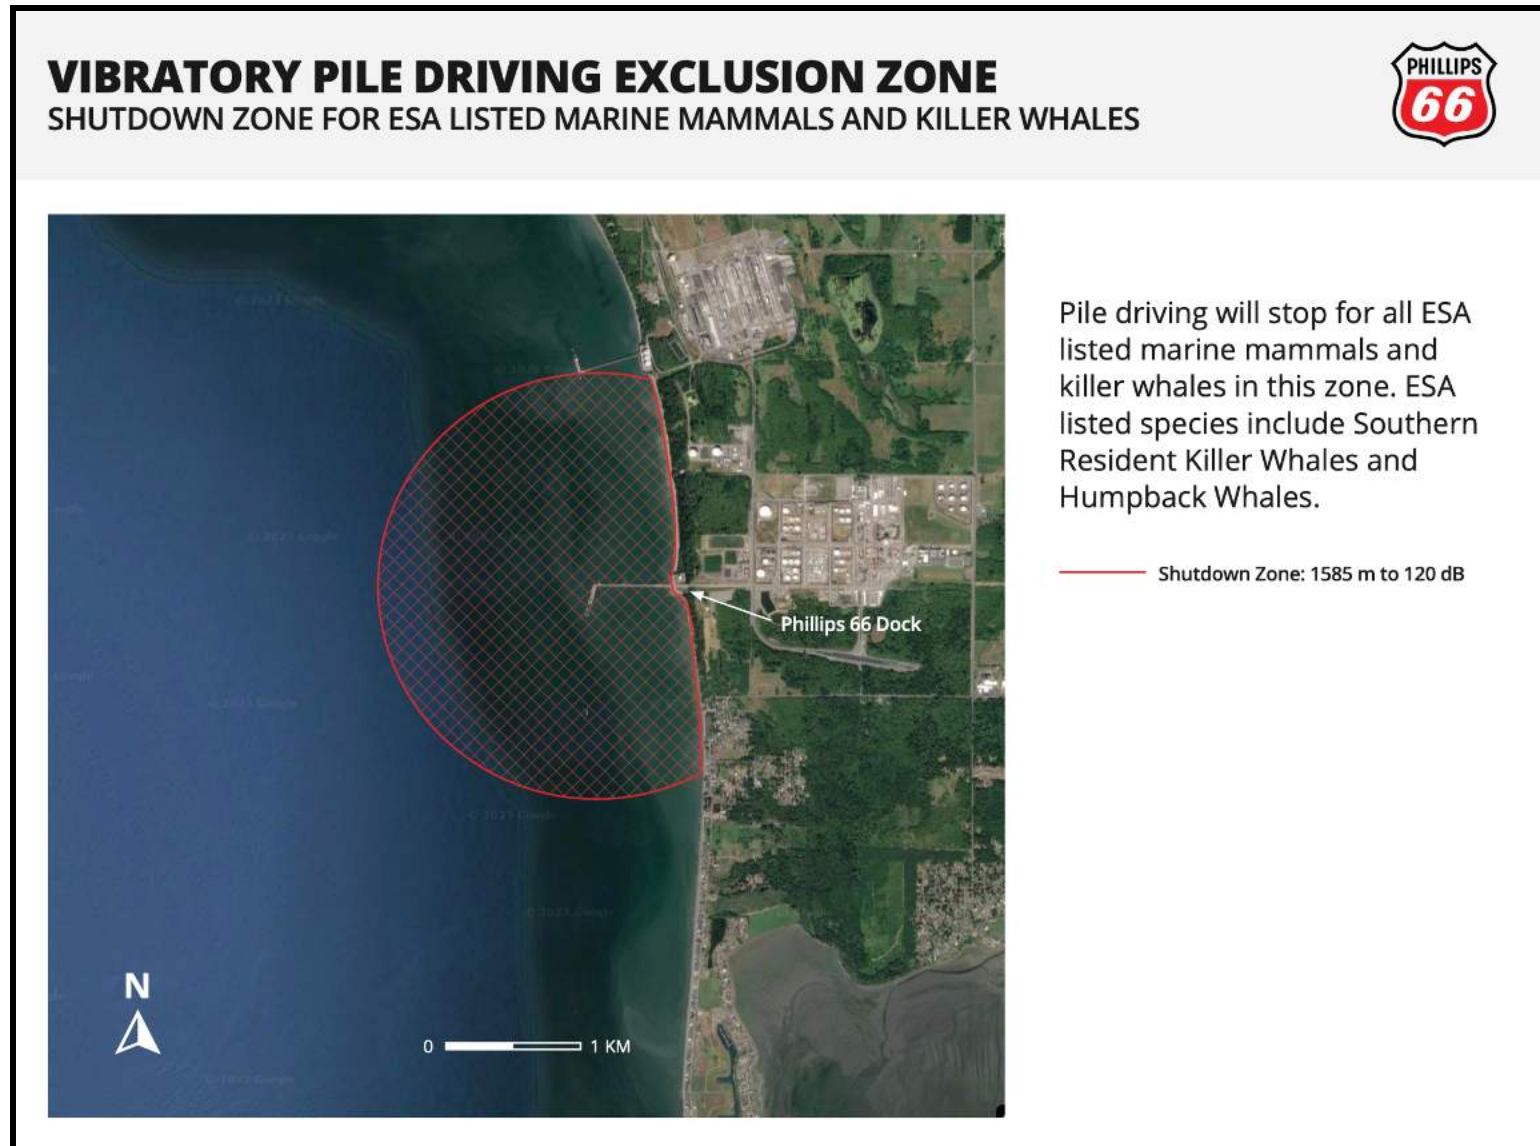 VIBRATORY PILE DRIVING EXCLUSION ZONE
SHUTDOWN ZONE FOR ESA LISTED MARINE MAMMALS AND KILLER WHALES
PHILLIPS
66
Pile driving will stop for all ESA
listed marine mammals and
killer whales in this zone. ESA
listed species include Southern
Resident Killer Whales and
Humpback Whales.
Shutdown Zone: 1585 m to 120 dB
Phillips 66 Dock
N
0 1 KM